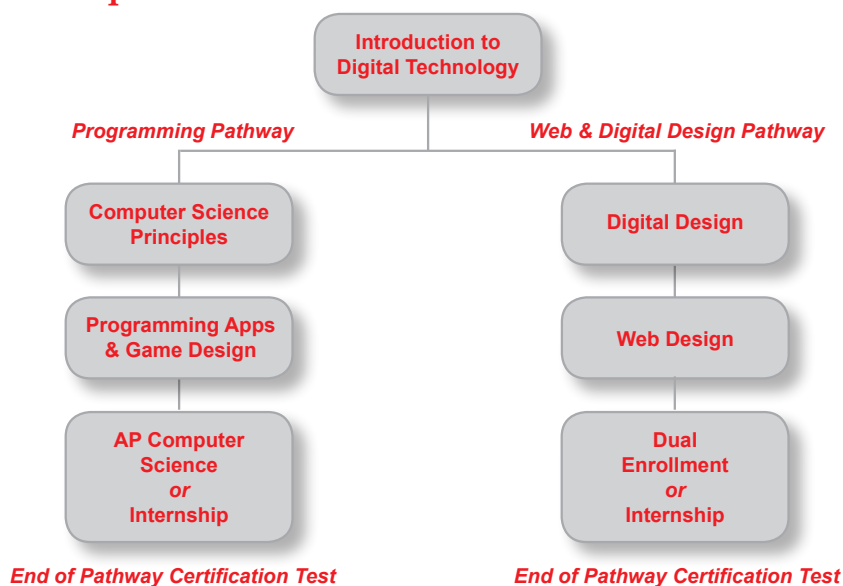 Introduction to
Digital Technology
Programming Pathway
Web & Digital Design Pathway
Computer Science
Principles
Digital Design
Programming Apps
& Game Design
Web Design
AP Computer
Science
or
Internship
Dual
Enrollment
or
Internship
End of Pathway Certification Test
End of Pathway Certification Test